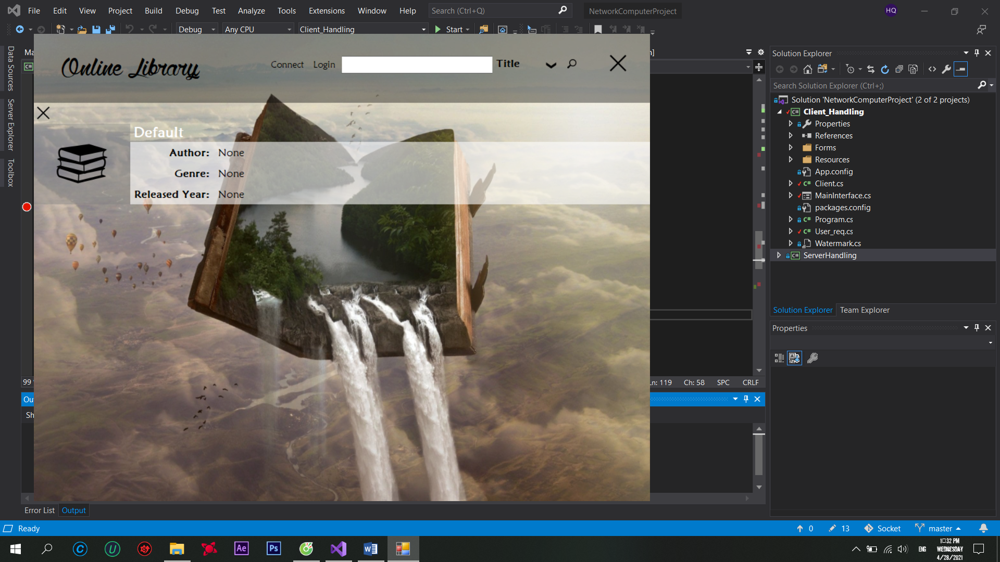 File Edit View Project Build Debug Test Analyze Tools Extensions Window Help Search (Ctrl+Q) NetworkComputerProject HQ
Debug Any CPU Client_Handling Start
Data Sources
Server Explorer
Toolbox
Ma
Online Library
Connect Login Title
Default
Author: None
Genre: None
Released Year: None
99
Ln: 119 Ch: 58 SPC CRLF
Ou
Sh
Error List Output
Solution Explorer
Search Solution Explorer (Ctrl+;)
Solution 'NetworkComputerProject' (2 of 2 projects)
Client_Handling
Properties
References
Forms
Resources
App.config
Client.cs
MainInterface.cs
packages.config
Program.cs
User_req.cs
Watermark.cs
ServerHandling
Solution Explorer Team Explorer
Properties
Ready 0 13 Socket master
Ae Ps ENG
1:32 PM
WEDNESDAY
4/28/2021